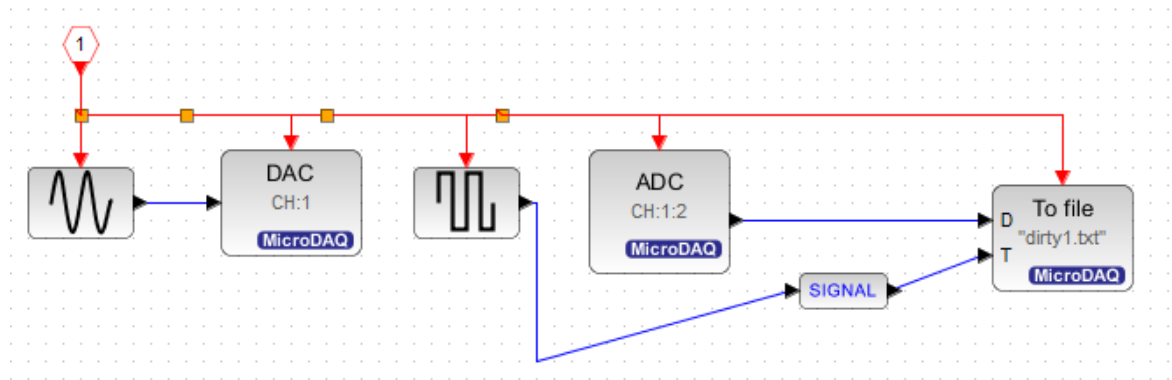 1
DAC
CH:1
MicroDAQ
ADC
CH:1:2
MicroDAQ
SIGNAL
To file
D
"dirty1.txt"
T
MicroDAQ